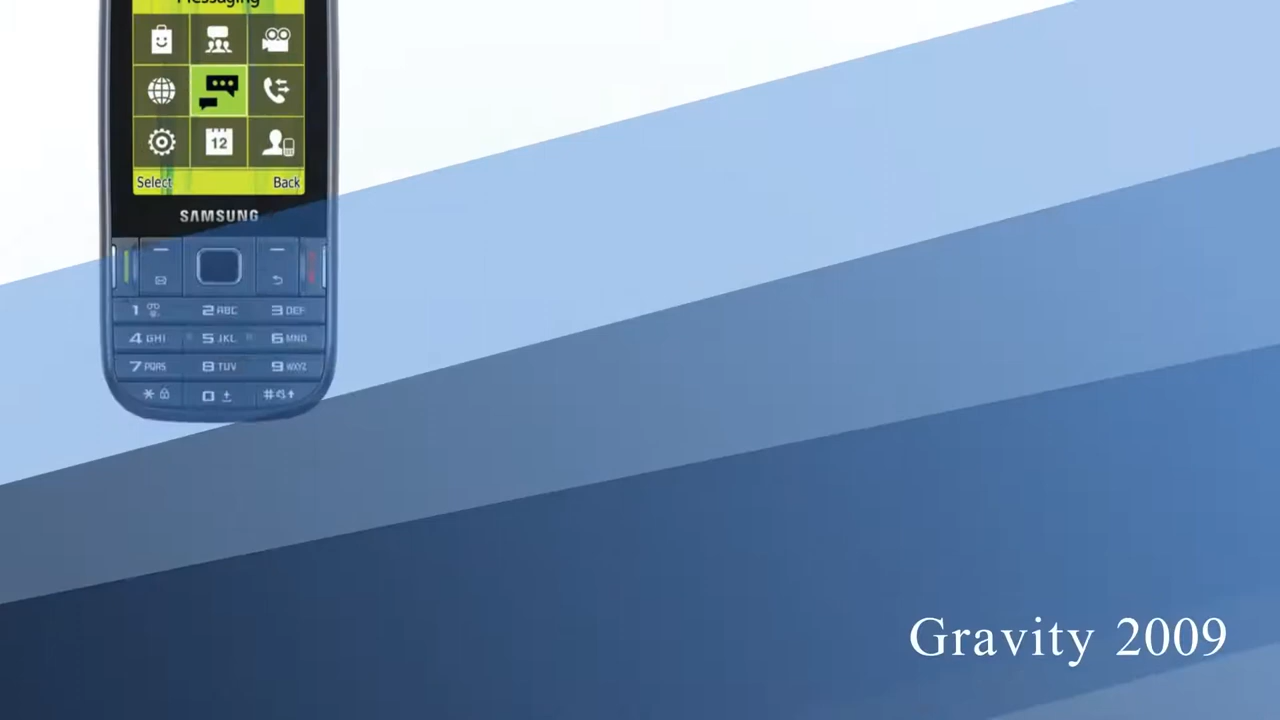 Messaging
12
Select Back
SAMSUNG
1 2 ABC 3 DEF
4 GHI 5 JKL 6 MNO
7 PQRS 8 TUV 9 WXYZ
* 0 #
Gravity 2009